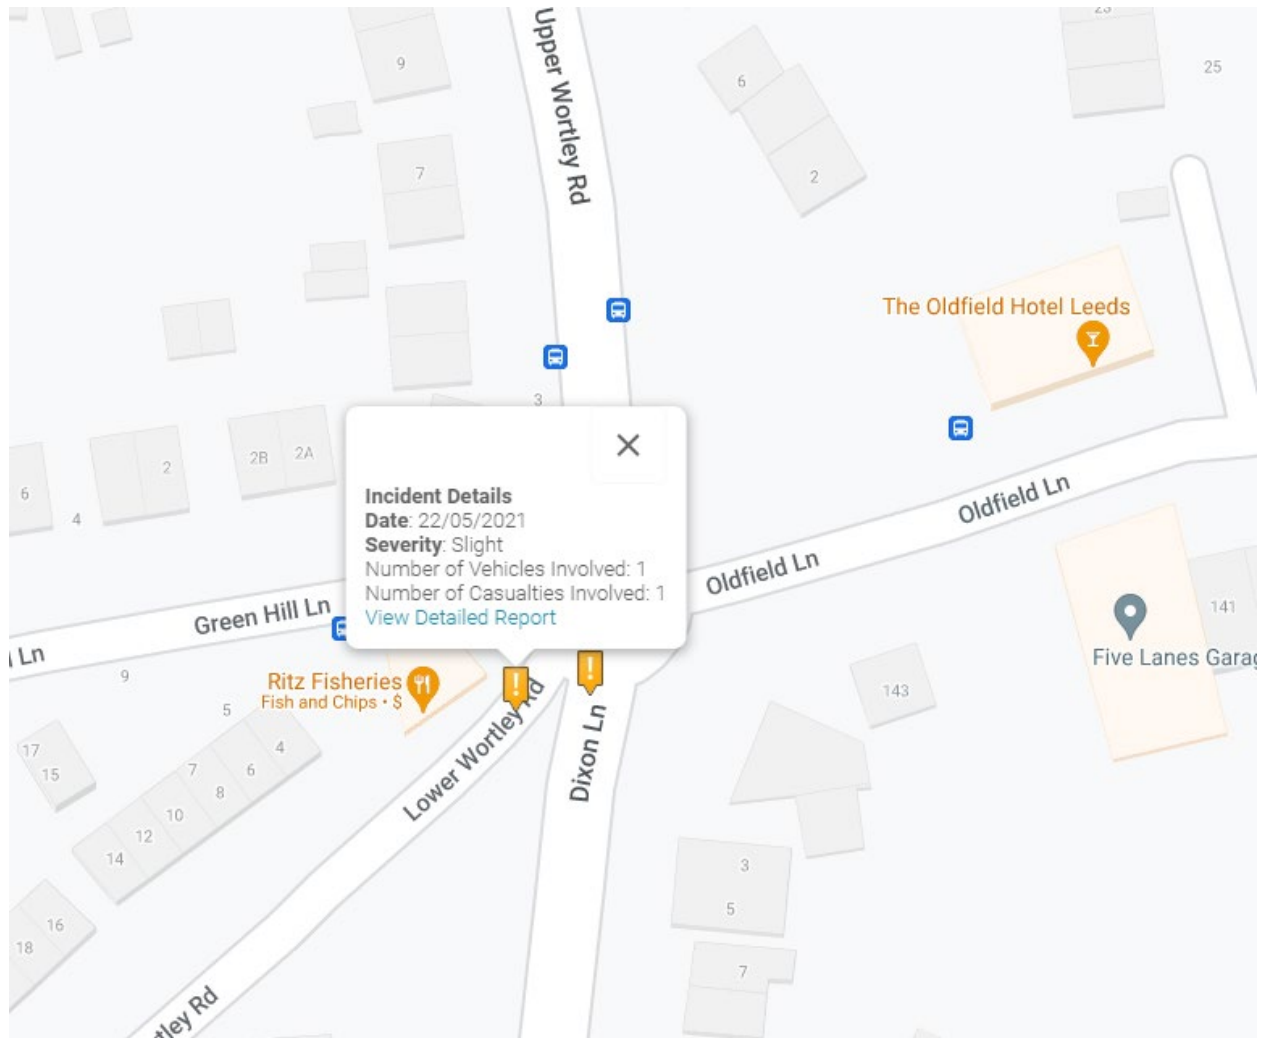 23
9
Upper Wortley Rd
6
25
7
2
The Oldfield Hotel Leeds
3
2
2B
2A
6
4
Incident Details
Date: 22/05/2021
Severity: Slight
Number of Vehicles Involved: 1
Number of Casualties Involved: 1
View Detailed Report
Oldfield Ln
Oldfield Ln
Green Hill Ln
Ln
9
141
Five Lanes Garag
Ritz Fisheries
Fish and Chips • $
5
143
17
15
4
7
6
8
10
12
14
Lower Wortley Rd
Dixon Ln
3
5
16
18
7
tley Rd